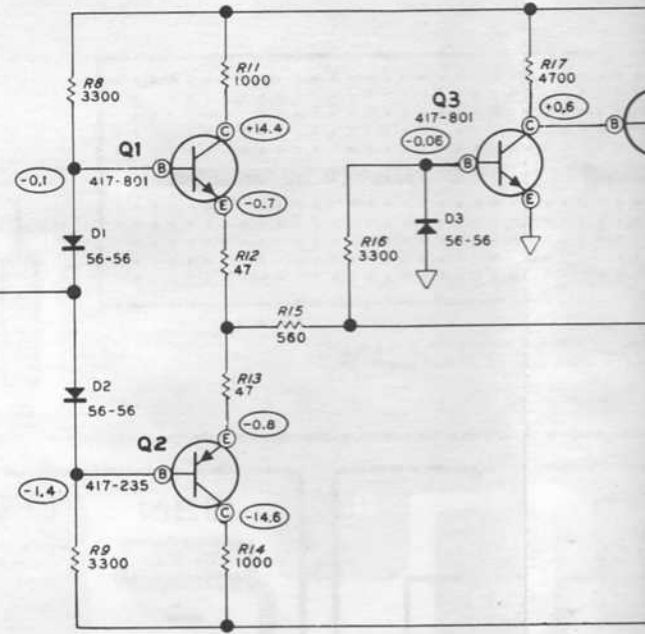 R8
3300
R11
1000
R17
4700
Q3
417-801
+0.6
C
B
C
+14.4
Q1
417-801
B
-0.1
-0.06
B
E
-0.7
E
D1
56-56
R12
47
R16
3300
D3
56-56
R15
560
D2
56-56
R13
47
Q2
417-235
B
E
-0.8
-1.4
C
-14.6
R9
3300
R14
1000